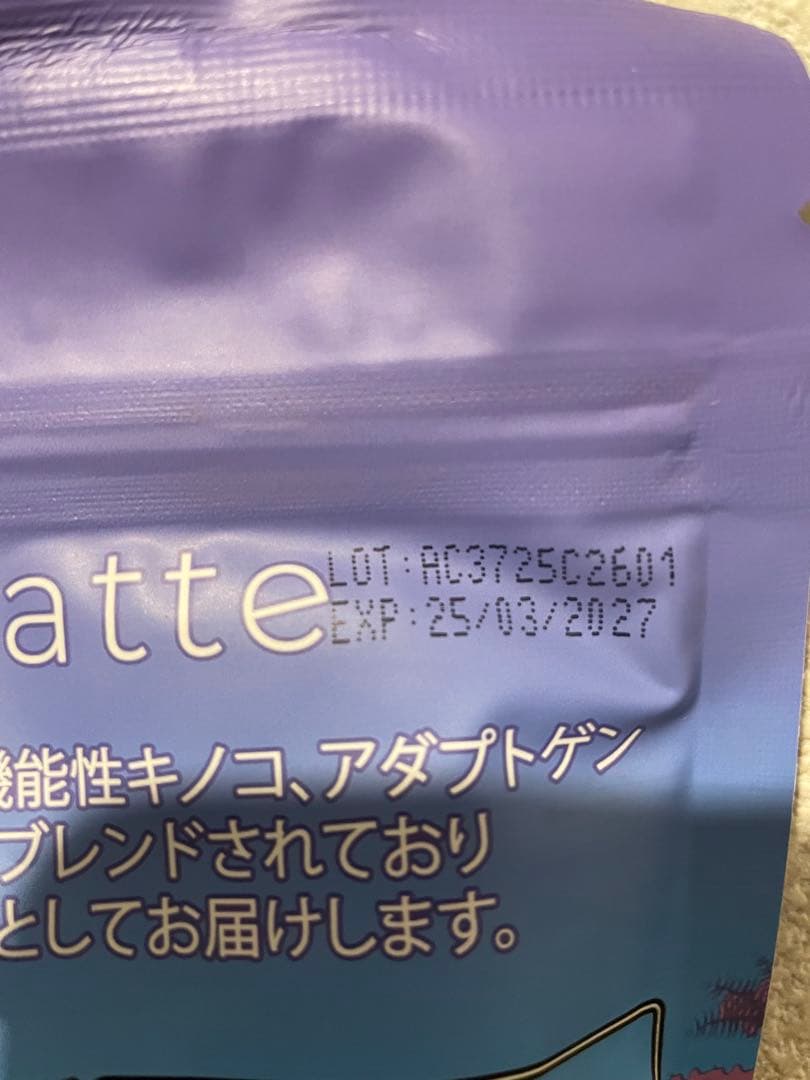 atte
LOT:AC3725C2601
EXP:25/03/2027
機能性キノコ、アダプトゲン
ブレンドされており
としてお届けします。